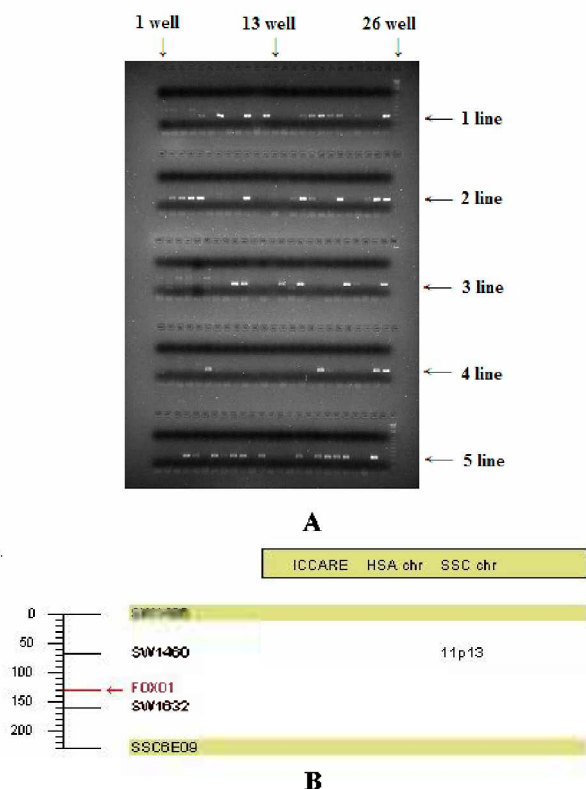 1 well 13 well 26 well
1 line
2 line
3 line
4 line
5 line
A
ICCARE HSA chr SSC chr
0
50 SW1460 11p13
100
FOXO1
150 SW1632
200
SSC6E09
B